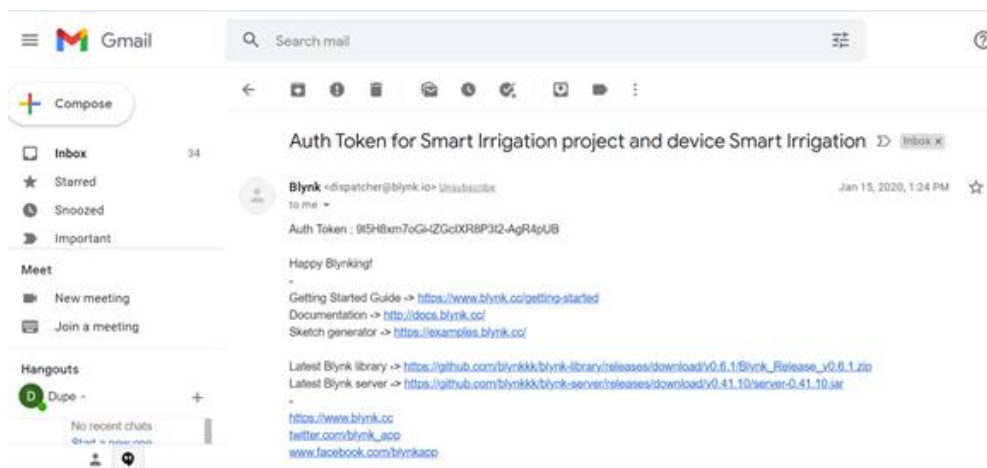 Gmail
Search mail
Compose
Inbox 34
Starred
Snoozed
Important
Meet
New meeting
Join a meeting
Hangouts
D Dupe
No recent chats
Start a new one
Auth Token for Smart Irrigation project and device Smart Irrigation Inbox x
Blynk <dispatcher@blynk.io> Unsubscribe Jan 15, 2020, 1:24 PM
to me
Happy Blynking!
-
Getting Started Guide -> https://www.blynk.cc/getting-started
Documentation -> http://docs.blynk.cc/
Sketch generator -> https://examples.blynk.cc/
Latest Blynk library -> https://github.com/blynkkk/blynk-library/releases/download/v0.6.1/Blynk_Release_v0.6.1.zip
Latest Blynk server -> https://github.com/blynkkk/blynk-server/releases/download/v0.41.10/server-0.41.10.jar
-
https://www.blynk.cc
twitter.com/blynk_app
www.facebook.com/blynkapp